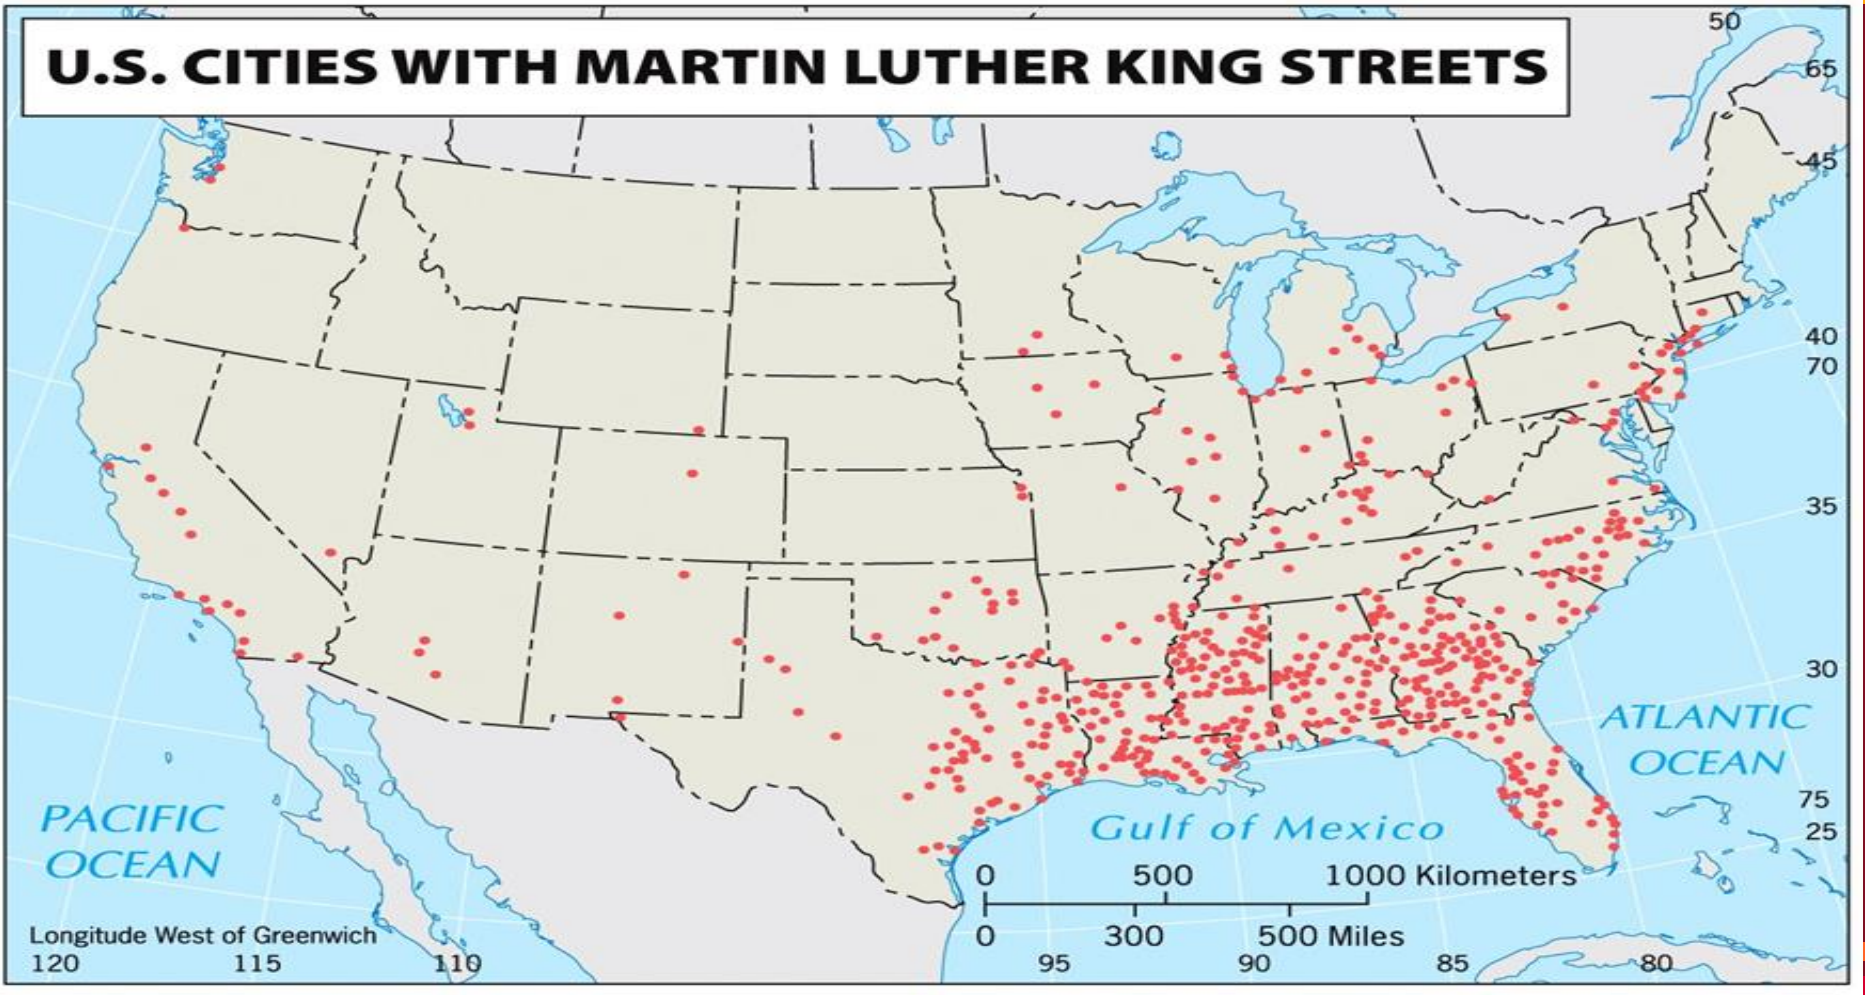 U.S. CITIES WITH MARTIN LUTHER KING STREETS
50
65
45
40
70
35
30
ATLANTIC
OCEAN
75
25
PACIFIC
OCEAN
Gulf of Mexico
0 500 1000 Kilometers
0 300 500 Miles
Longitude West of Greenwich
120 115 110 95 90 85 80